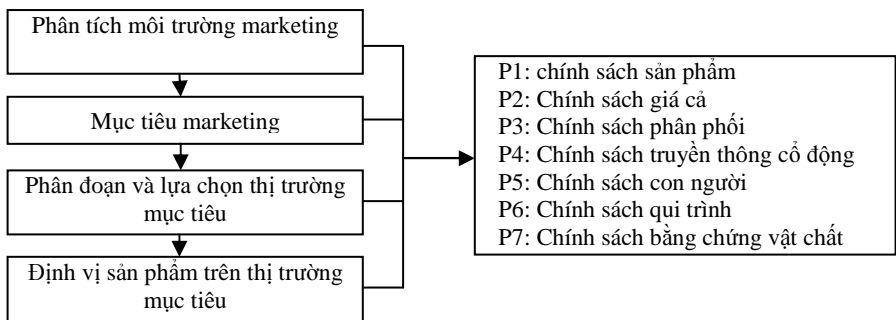 Phân tích môi trường marketing
Mục tiêu marketing
Phân đoạn và lựa chọn thị trường
mục tiêu
Định vị sản phẩm trên thị trường
mục tiêu
P1: chính sách sản phẩm
P2: Chính sách giá cả
P3: Chính sách phân phối
P4: Chính sách truyền thông cổ động
P5: Chính sách con người
P6: Chính sách qui trình
P7: Chính sách bằng chứng vật chất